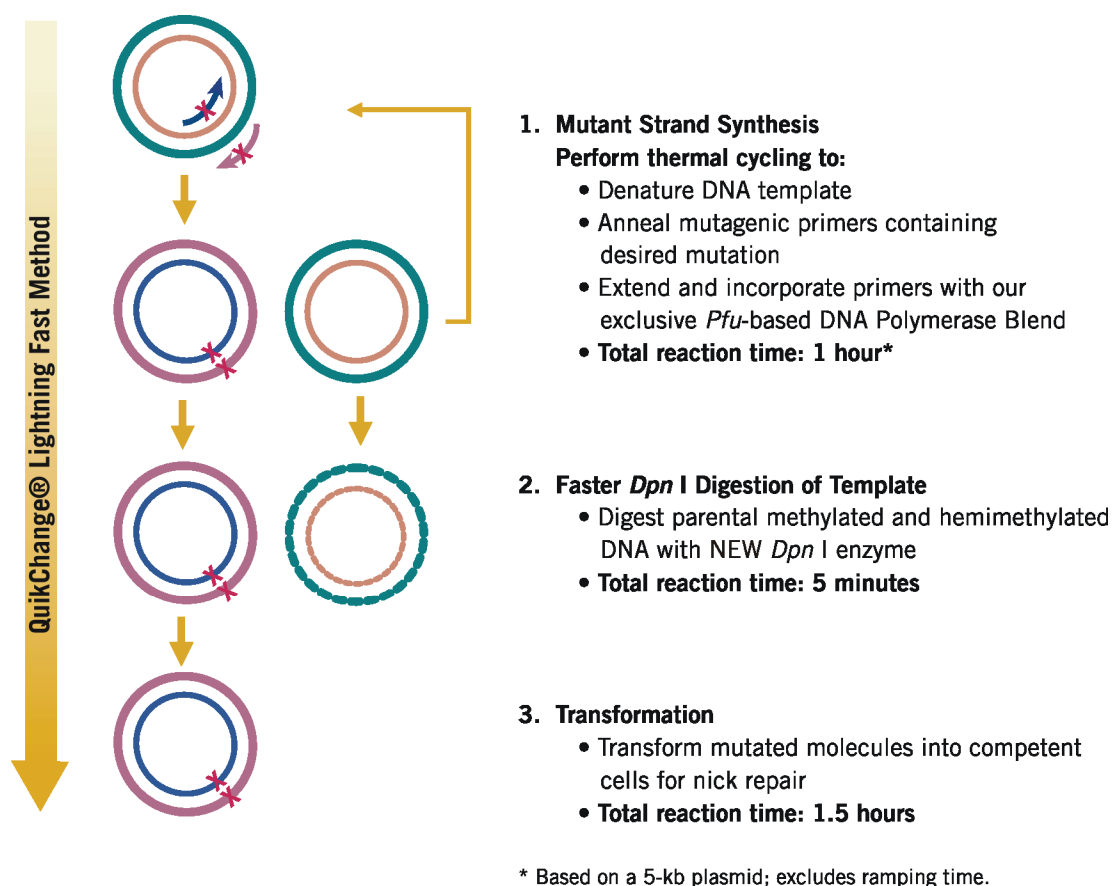 QuikChange® Lightning Fast Method
1. Mutant Strand Synthesis
Perform thermal cycling to:
• Denature DNA template
• Anneal mutagenic primers containing
desired mutation
• Extend and incorporate primers with our
exclusive Pfu-based DNA Polymerase Blend
• Total reaction time: 1 hour*
2. Faster Dpn I Digestion of Template
• Digest parental methylated and hemimethylated
DNA with NEW Dpn I enzyme
• Total reaction time: 5 minutes
3. Transformation
• Transform mutated molecules into competent
cells for nick repair
• Total reaction time: 1.5 hours
* Based on a 5-kb plasmid; excludes ramping time.